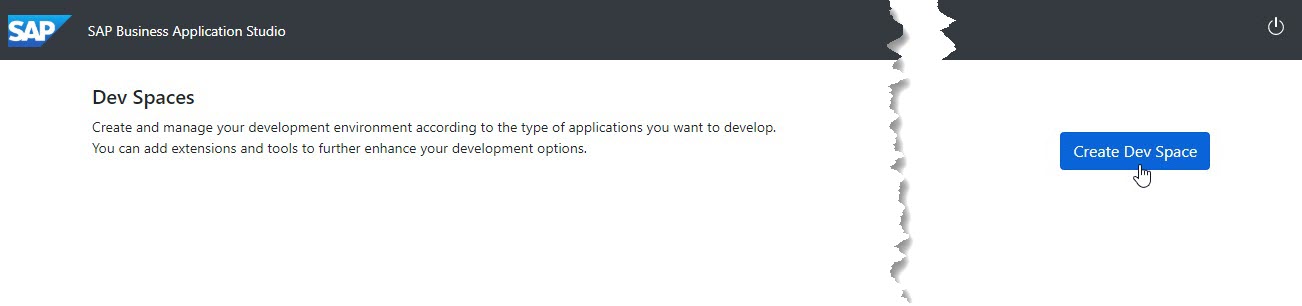 SAP SAP Business Application Studio
Dev Spaces
Create and manage your development environment according to the type of applications you want to develop.
You can add extensions and tools to further enhance your development options.
Create Dev Space